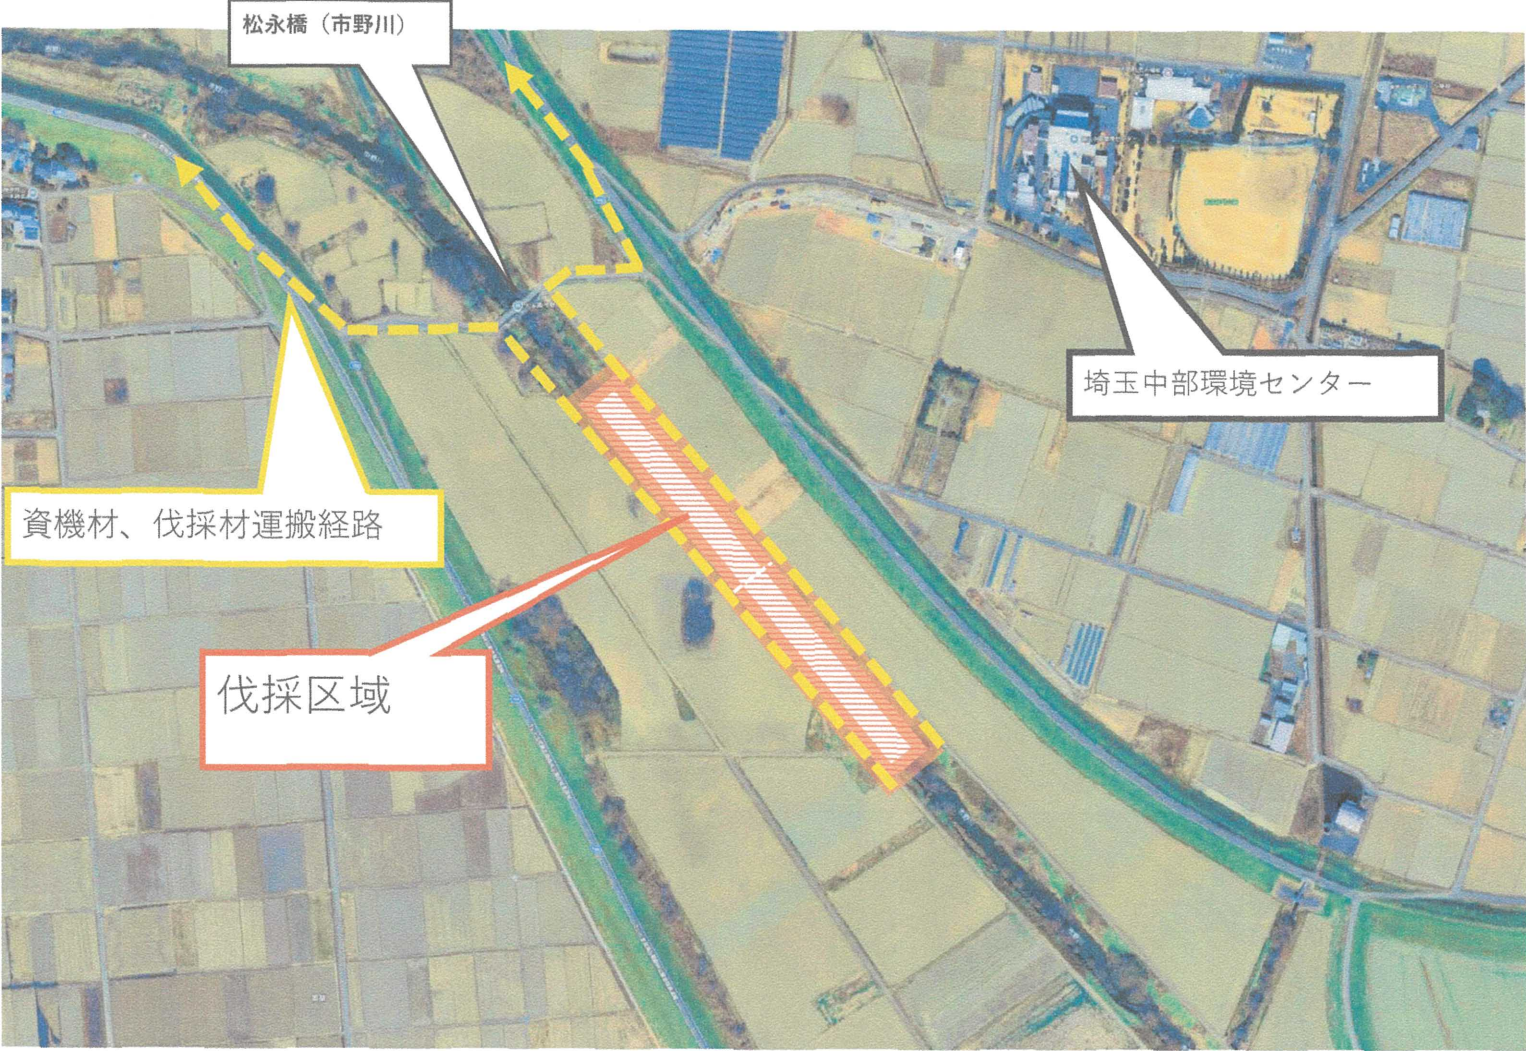 松永橋（市野川）
埼玉中部環境センター
資機材、伐採材運搬経路
伐採区域